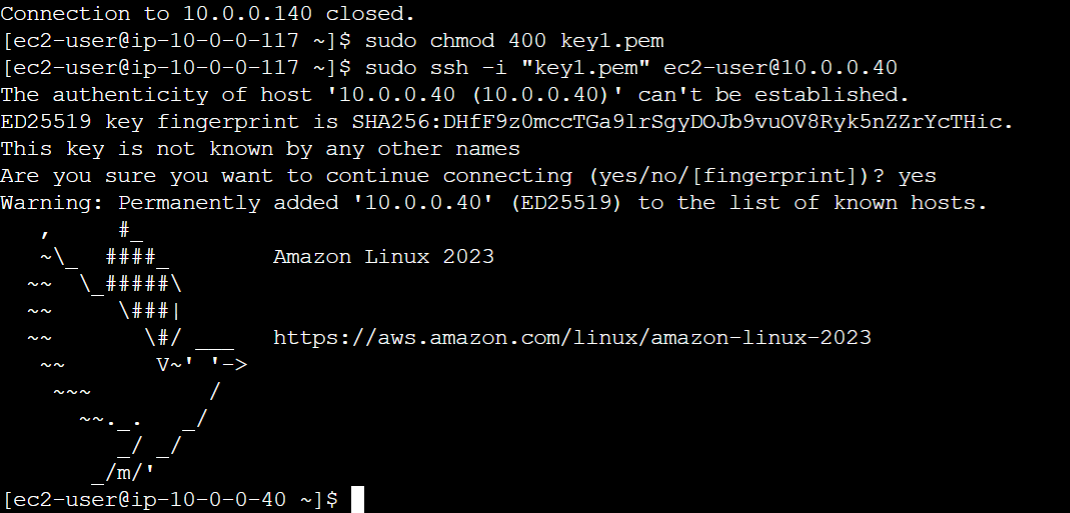 Connection to 10.0.0.140 closed.
[ec2-user@ip-10-0-0-117 ~]$ sudo chmod 400 key1.pem
[ec2-user@ip-10-0-0-117 ~]$ sudo ssh -i "key1.pem" ec2-user@10.0.0.40
The authenticity of host '10.0.0.40 (10.0.0.40)' can't be established.
ED25519 key fingerprint is SHA256:DHfF9z0mccTGa9lrSgyDOJb9vuOV8Ryk5nZZrYcTHic.
This key is not known by any other names
Are you sure you want to continue connecting (yes/no/[fingerprint])? yes
Warning: Permanently added '10.0.0.40' (ED25519) to the list of known hosts.
   ,     #_
   ~\_  ####_        Amazon Linux 2023
  ~~  \_#####\
  ~~     \###|
  ~~       \#/ ___   https://aws.amazon.com/linux/amazon-linux-2023
   ~~       V~' '->
    ~~~         /
      ~~._.   _/
         _/ _/
       _/m/'
[ec2-user@ip-10-0-0-40 ~]$